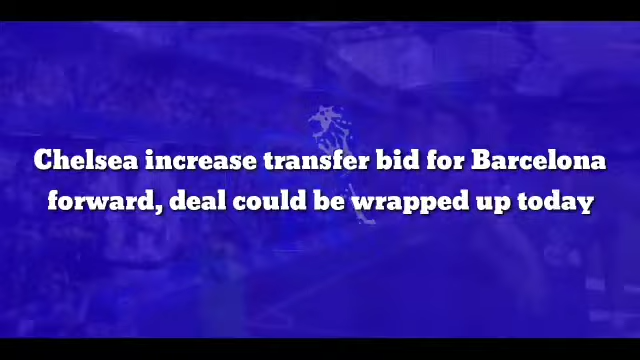 Chelsea increase transfer bid for Barcelona
forward, deal could be wrapped up today